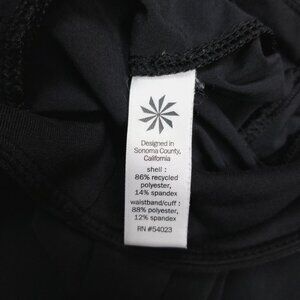 Designed in
Sonoma County,
California
shell :
86% recycled
polyester,
14% spandex
waistband/cuff :
88% polyester,
12% spandex
RN #54023